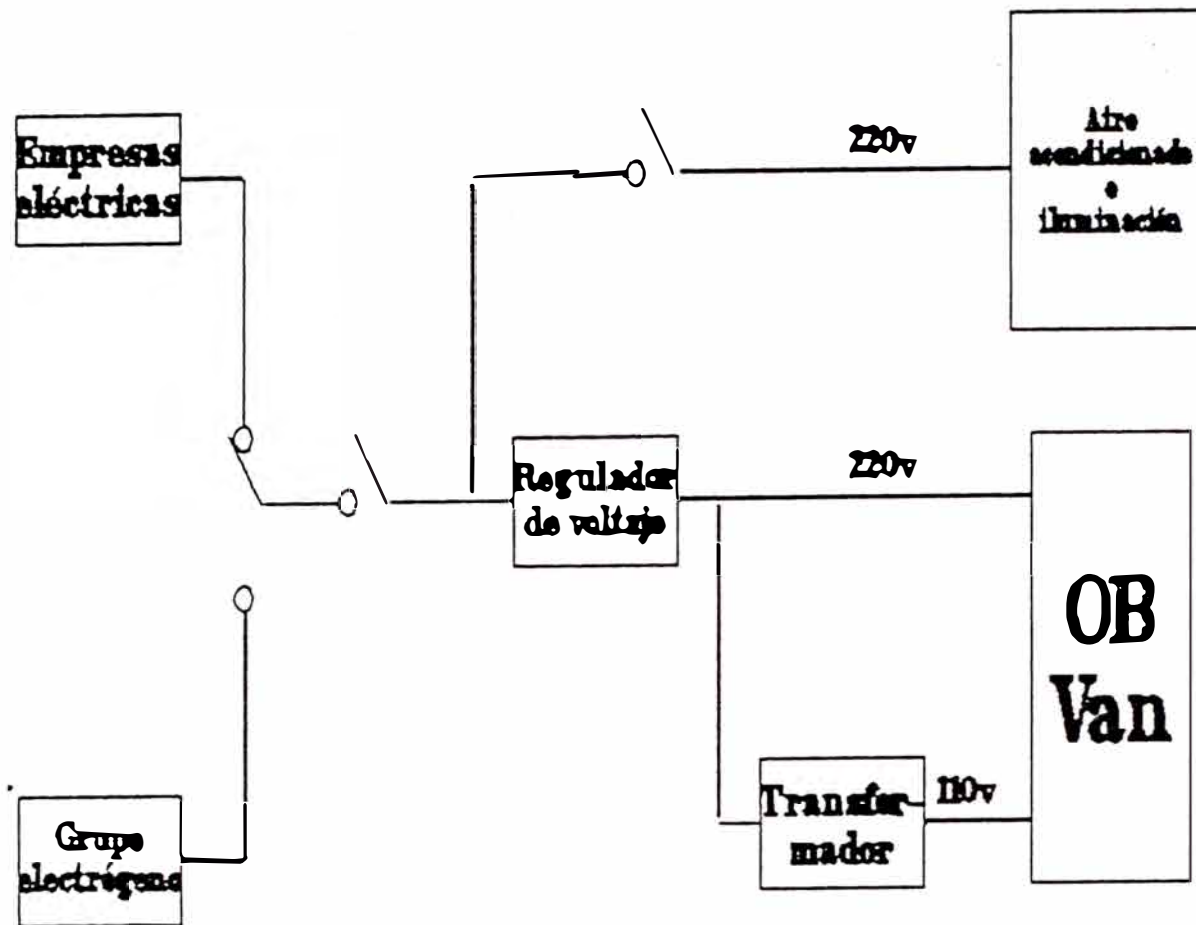 Empresas
eléctricas
220v
Aire
acondicionado
e
iluminación
Regulador
de voltaje
220v
OB
Van
Transfor-
mador
110v
Grupo
electrógeno